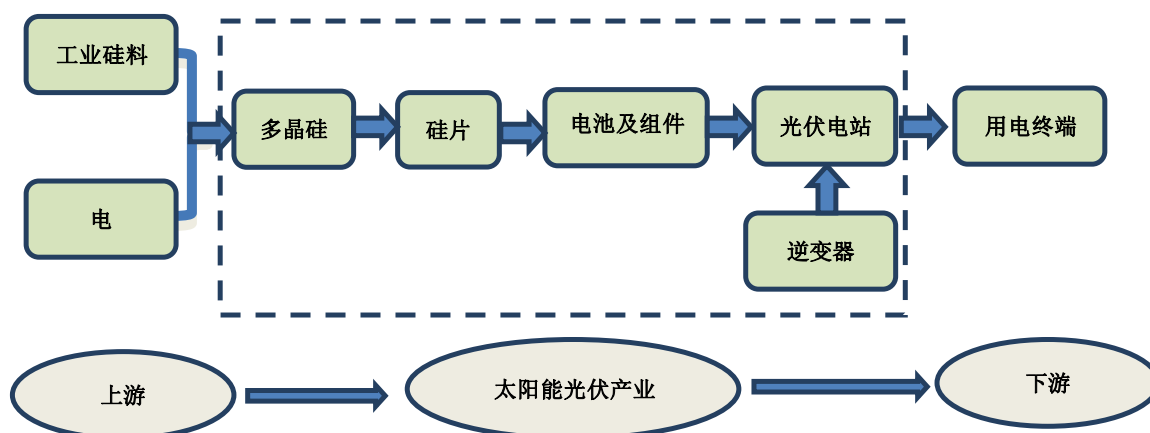 工业硅料
电
多晶硅
硅片
电池及组件
光伏电站
逆变器
用电终端
上游
太阳能光伏产业
下游